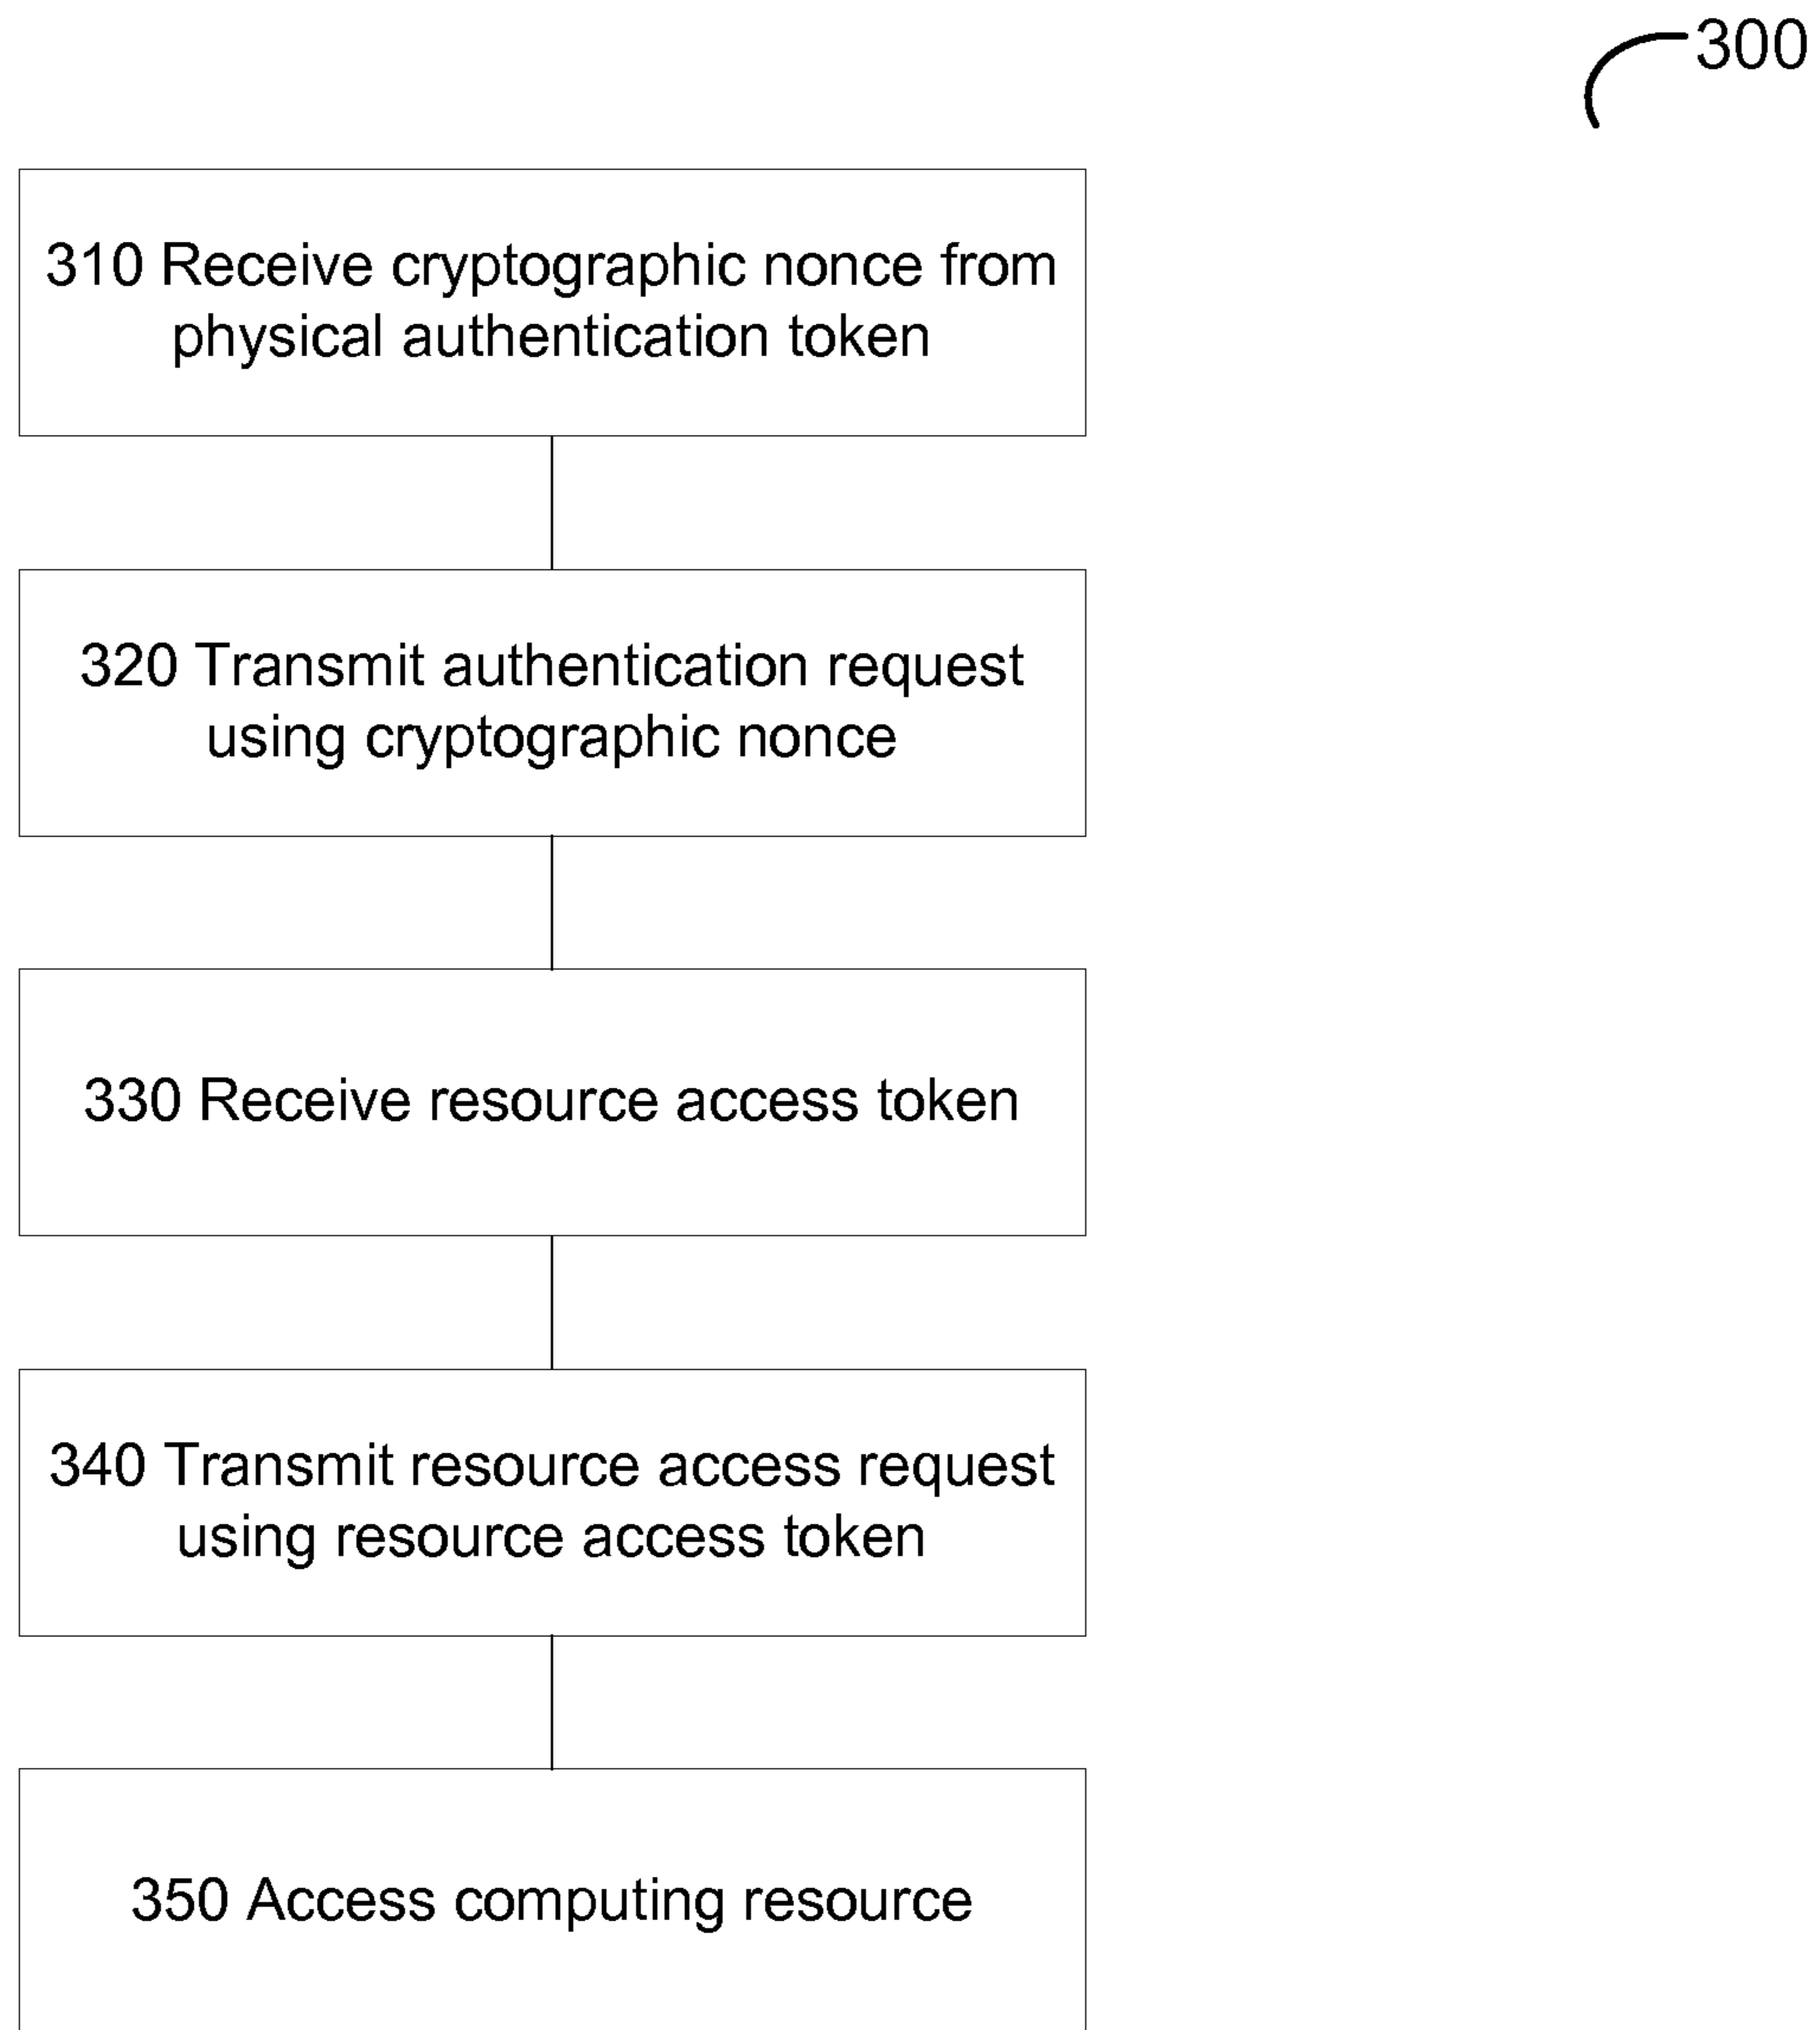 300
310 Receive cryptographic nonce from
physical authentication token
320 Transmit authentication request
using cryptographic nonce
330 Receive resource access token
340 Transmit resource access request
using resource access token
350 Access computing resource